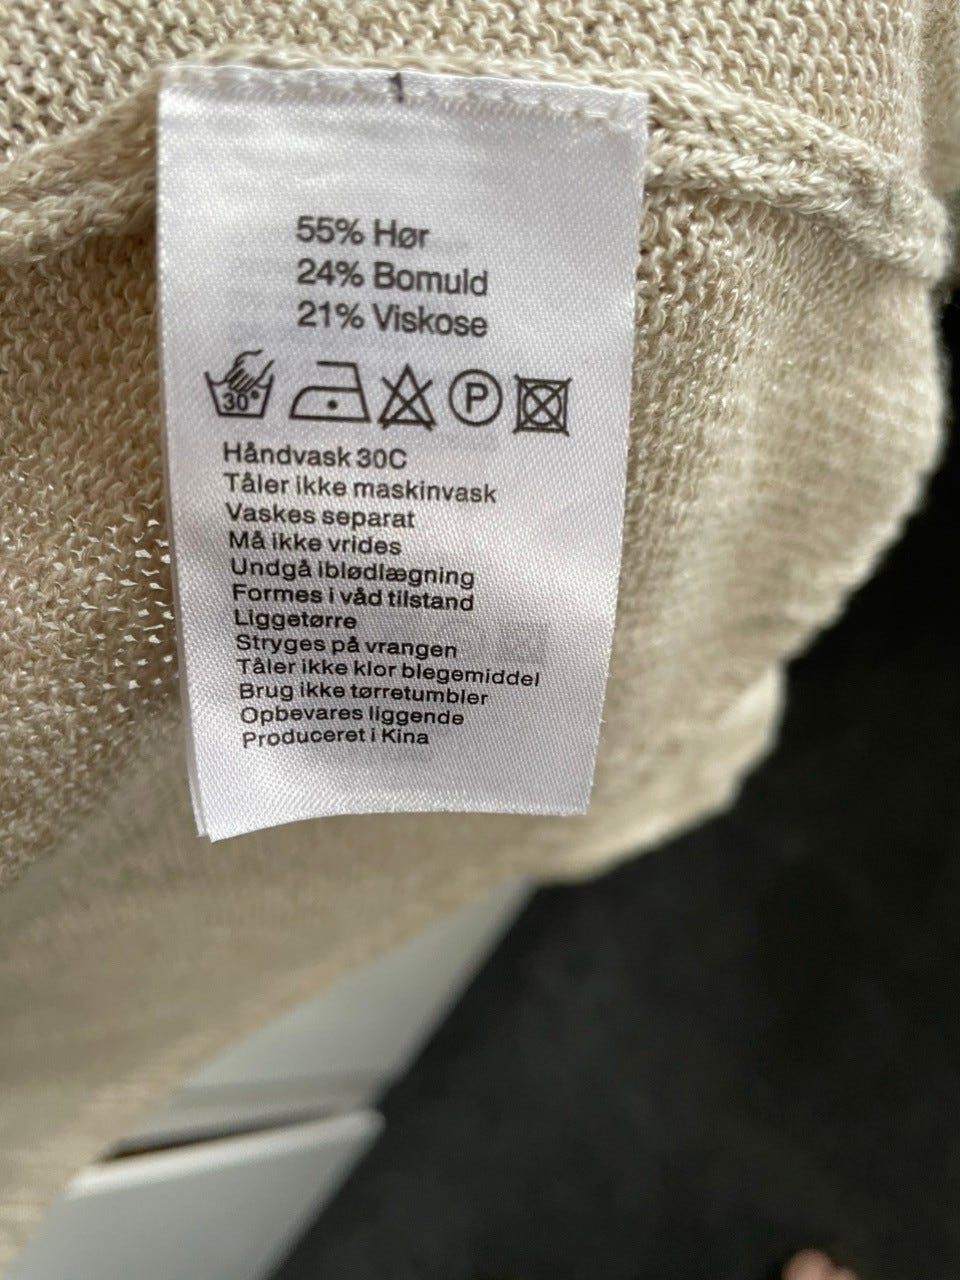 55% Hør
24% Bomuld
21% Viskose
30° P
Håndvask 30C
Tåler ikke maskinvask
Vaskes separat
Må ikke vrides
Undgå iblødlægning
Formes i våd tilstand
Liggetørre
Stryges på vrangen
Tåler ikke klor blegemiddel
Brug ikke tørretumbler
Opbevares liggende
Produceret i Kina